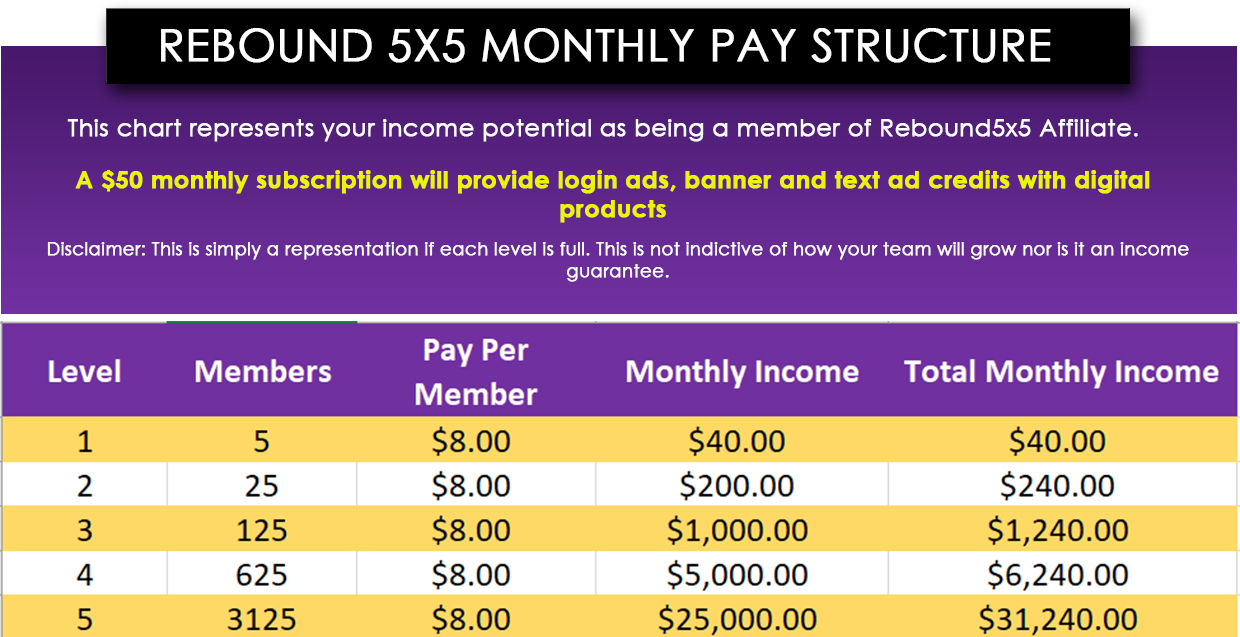 REBOUND 5X5 MONTHLY PAY STRUCTURE
This chart represents your income potential as being a member of Rebound5x5 Affiliate.
A $50 monthly subscription will provide login ads, banner and text ad credits with digital
products
Disclaimer: This is simply a representation if each level is full. This is not indictive of how your team will grow nor is it an income
guarantee.
Level Members Pay Per Member Monthly Income Total Monthly Income
1 5 $8.00 $40.00 $40.00
2 25 $8.00 $200.00 $240.00
3 125 $8.00 $1,000.00 $1,240.00
4 625 $8.00 $5,000.00 $6,240.00
5 3125 $8.00 $25,000.00 $31,240.00